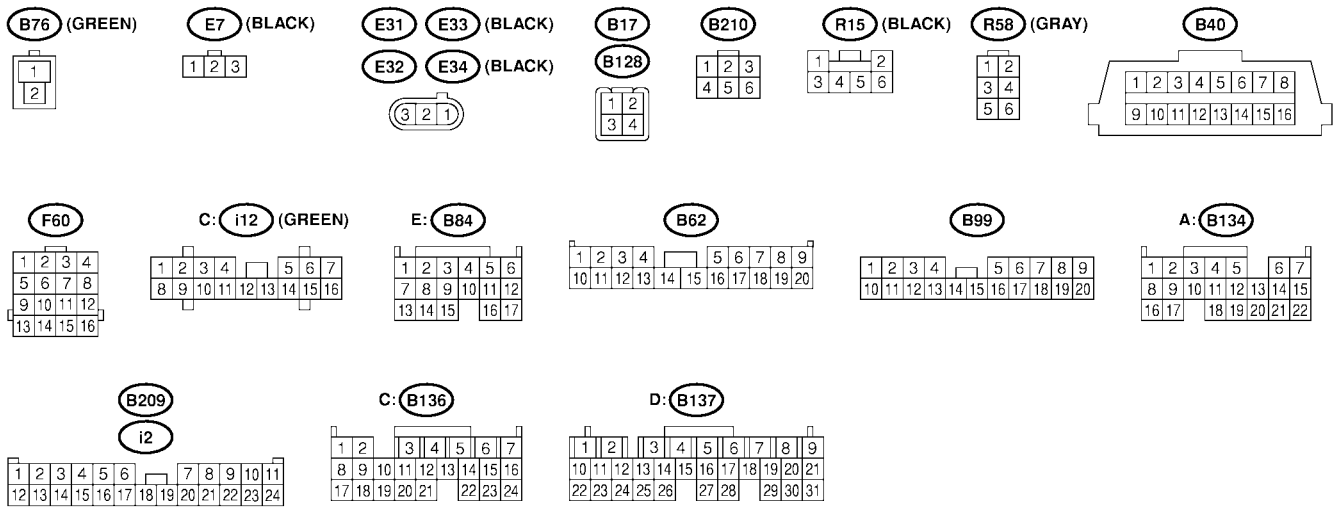 B76 (GREEN) E7 (BLACK) E31 E33 (BLACK) B17 B210 R15 (BLACK) R58 (GRAY) B40
E32 E34 (BLACK) B128
1
2
1 2 3
3 2 1
1 2
3 4
1 2 3
4 5 6
1 2
3 4 5 6
1 2
3 4
5 6
1 2 3 4 5 6 7 8
9 10 11 12 13 14 15 16
F60 C: i12 (GREEN) E: B84 B62 B99 A: B134
1 2 3 4
5 6 7 8
9 10 11 12
13 14 15 16
1 2 3 4 5 6 7
8 9 10 11 12 13 14 15 16
1 2 3 4 5 6
7 8 9 10 11 12
13 14 15 16 17
1 2 3 4 5 6 7 8 9
10 11 12 13 14 15 16 17 18 19 20
1 2 3 4 5 6 7 8 9
10 11 12 13 14 15 16 17 18 19 20
1 2 3 4 5 6 7
8 9 10 11 12 13 14 15
16 17 18 19 20 21 22
B209 C: B136 D: B137
i2
1 2 3 4 5 6 7 8 9 10 11
12 13 14 15 16 17 18 19 20 21 22 23 24
1 2 3 4 5 6 7
8 9 10 11 12 13 14 15 16
17 18 19 20 21 22 23 24
1 2 3 4 5 6 7 8 9
10 11 12 13 14 15 16 17 18 19 20 21
22 23 24 25 26 27 28 29 30 31